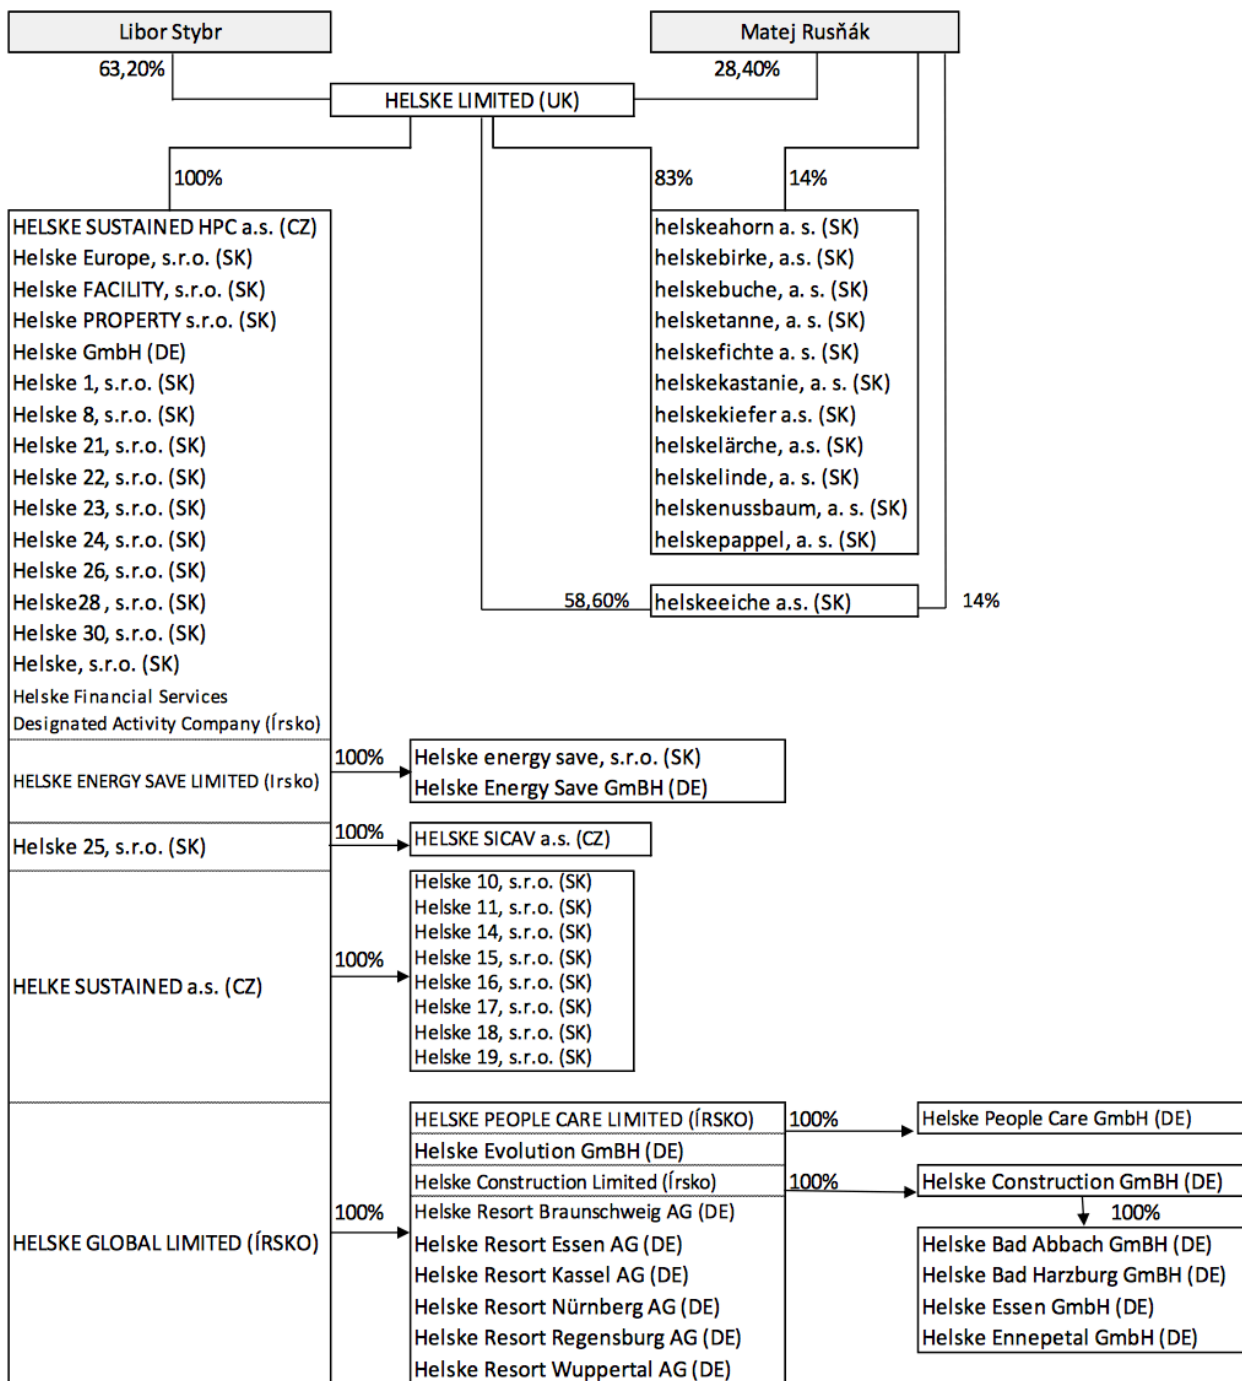 Libor Stybr
Matej Rusňák
63,20%
28,40%
HELSKE LIMITED (UK)
100%
83%
14%
HELSKE SUSTAINED HPC a.s. (CZ)
Helske Europe, s.r.o. (SK)
Helske FACILITY, s.r.o. (SK)
Helske PROPERTY s.r.o. (SK)
Helske GmbH (DE)
Helske 1, s.r.o. (SK)
Helske 8, s.r.o. (SK)
Helske 21, s.r.o. (SK)
Helske 22, s.r.o. (SK)
Helske 23, s.r.o. (SK)
Helske 24, s.r.o. (SK)
Helske 26, s.r.o. (SK)
Helske28 , s.r.o. (SK)
Helske 30, s.r.o. (SK)
Helske, s.r.o. (SK)
Helske Financial Services
Designated Activity Company (Írsko)
helskeahorn a. s. (SK)
helskebirke, a.s. (SK)
helskebuche, a. s. (SK)
helsketanne, a. s. (SK)
helskefichte a. s. (SK)
helskekastanie, a. s. (SK)
helskekiefer a.s. (SK)
helskelärche, a.s. (SK)
helskelinde, a. s. (SK)
helskenussbaum, a. s. (SK)
helskepappel, a. s. (SK)
58,60%
helskeeiche a.s. (SK)
14%
HELSKE ENERGY SAVE LIMITED (Irsko)
100%
Helske energy save, s.r.o. (SK)
Helske Energy Save GmBH (DE)
Helske 25, s.r.o. (SK)
100%
HELSKE SICAV a.s. (CZ)
HELKE SUSTAINED a.s. (CZ)
100%
Helske 10, s.r.o. (SK)
Helske 11, s.r.o. (SK)
Helske 14, s.r.o. (SK)
Helske 15, s.r.o. (SK)
Helske 16, s.r.o. (SK)
Helske 17, s.r.o. (SK)
Helske 18, s.r.o. (SK)
Helske 19, s.r.o. (SK)
HELSKE GLOBAL LIMITED (ÍRSKO)
100%
HELSKE PEOPLE CARE LIMITED (ÍRSKO)
Helske Evolution GmBH (DE)
Helske Construction Limited (Írsko)
Helske Resort Braunschweig AG (DE)
Helske Resort Essen AG (DE)
Helske Resort Kassel AG (DE)
Helske Resort Nürnberg AG (DE)
Helske Resort Regensburg AG (DE)
Helske Resort Wuppertal AG (DE)
100%
Helske People Care GmbH (DE)
100%
Helske Construction GmBH (DE)
100%
Helske Bad Abbach GmBH (DE)
Helske Bad Harzburg GmBH (DE)
Helske Essen GmbH (DE)
Helske Ennepetal GmbH (DE)